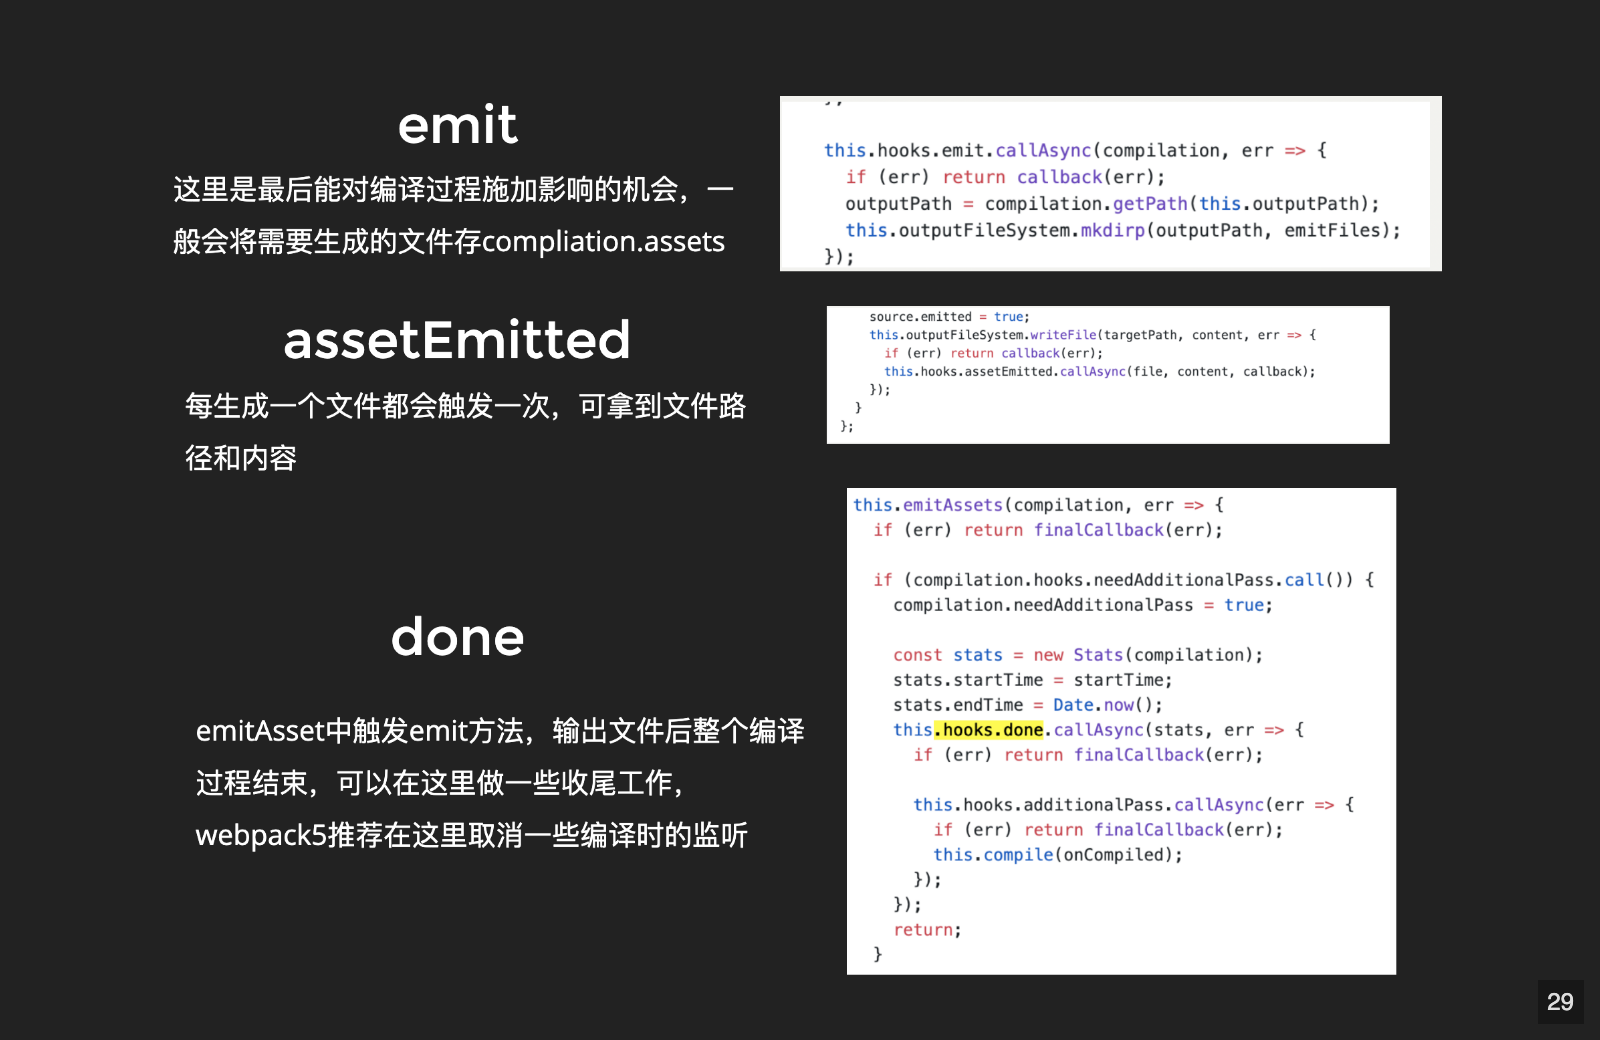 emit
这里是最后能对编译过程施加影响的机会，一
般会将需要生成的文件存compliation.assets
};
this.hooks.emit.callAsync(compilation, err => {
if (err) return callback(err);
outputPath = compilation.getPath(this.outputPath);
this.outputFileSystem.mkdirp(outputPath, emitFiles);
});
assetEmitted
每生成一个文件都会触发一次，可拿到文件路
径和内容
source.emitted = true;
this.outputFileSystem.writeFile(targetPath, content, err => {
if (err) return callback(err);
this.hooks.assetEmitted.callAsync(file, content, callback);
});
}
};
done
emitAsset中触发emit方法，输出文件后整个编译
过程结束，可以在这里做一些收尾工作，
webpack5推荐在这里取消一些编译时的监听
this.emitAssets(compilation, err => {
if (err) return finalCallback(err);
if (compilation.hooks.needAdditionalPass.call()) {
compilation.needAdditionalPass = true;
const stats = new Stats(compilation);
stats.startTime = startTime;
stats.endTime = Date.now();
this.hooks.done.callAsync(stats, err => {
if (err) return finalCallback(err);
this.hooks.additionalPass.callAsync(err => {
if (err) return finalCallback(err);
this.compile(onCompiled);
});
});
return;
}
29